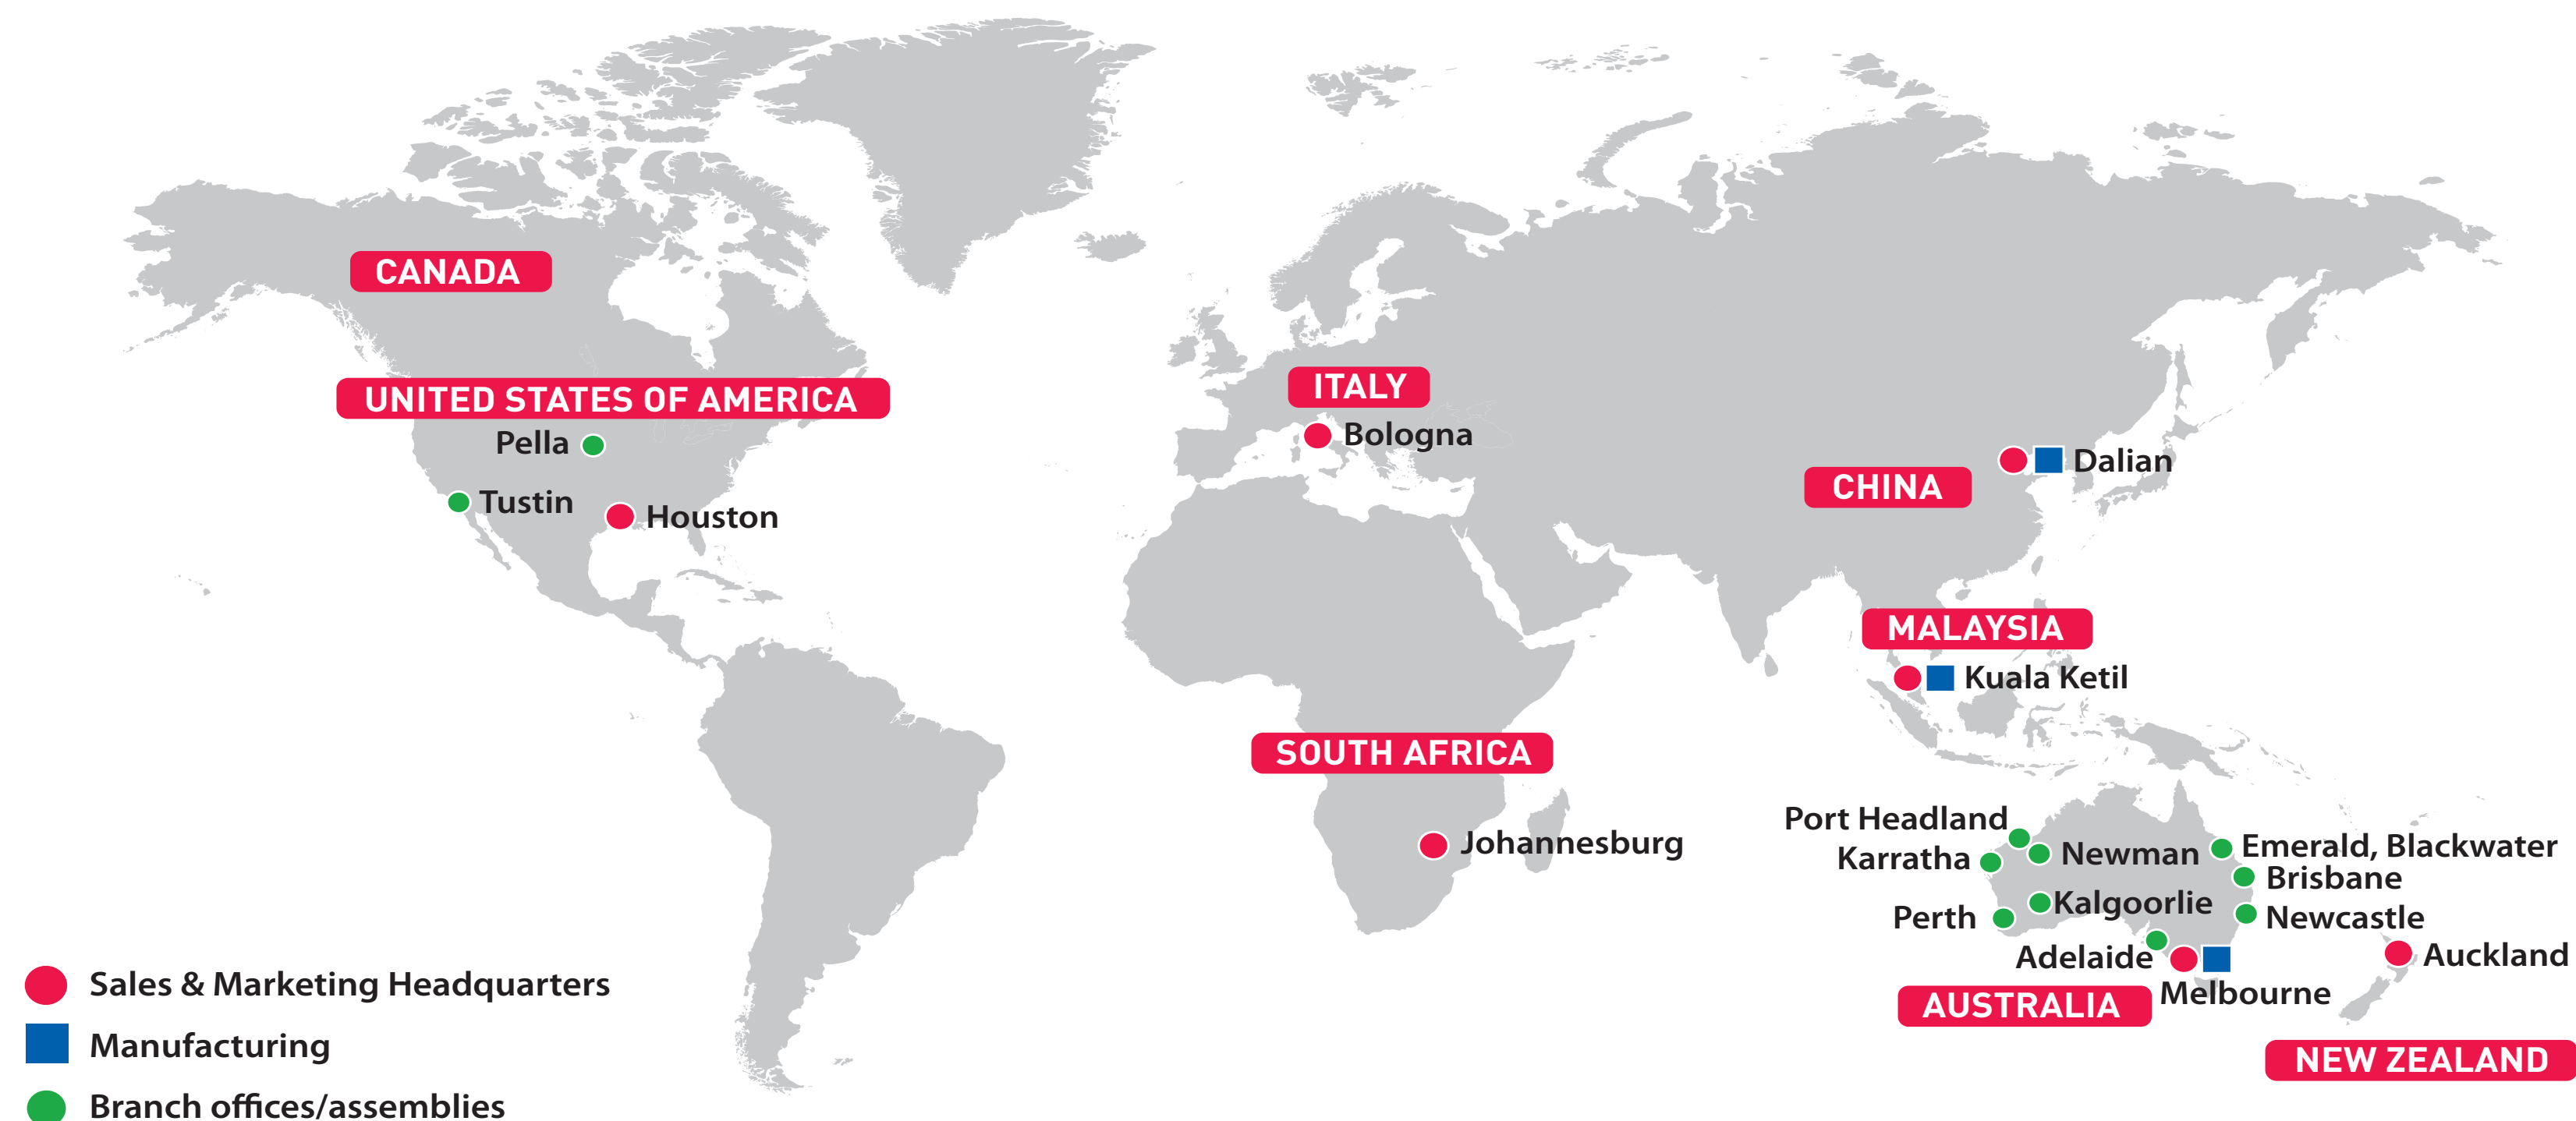 CANADA
UNITED STATES OF AMERICA
Pella
Tustin
Houston
ITALY
Bologna
CHINA
Dalian
MALAYSIA
Kuala Ketil
SOUTH AFRICA
Johannesburg
Port Headland
Karratha
Newman
Emerald, Blackwater
Brisbane
Perth
Kalgoorlie
Newcastle
Adelaide
Melbourne
AUSTRALIA
Auckland
NEW ZEALAND
Sales & Marketing Headquarters
Manufacturing
Branch offices/assemblies